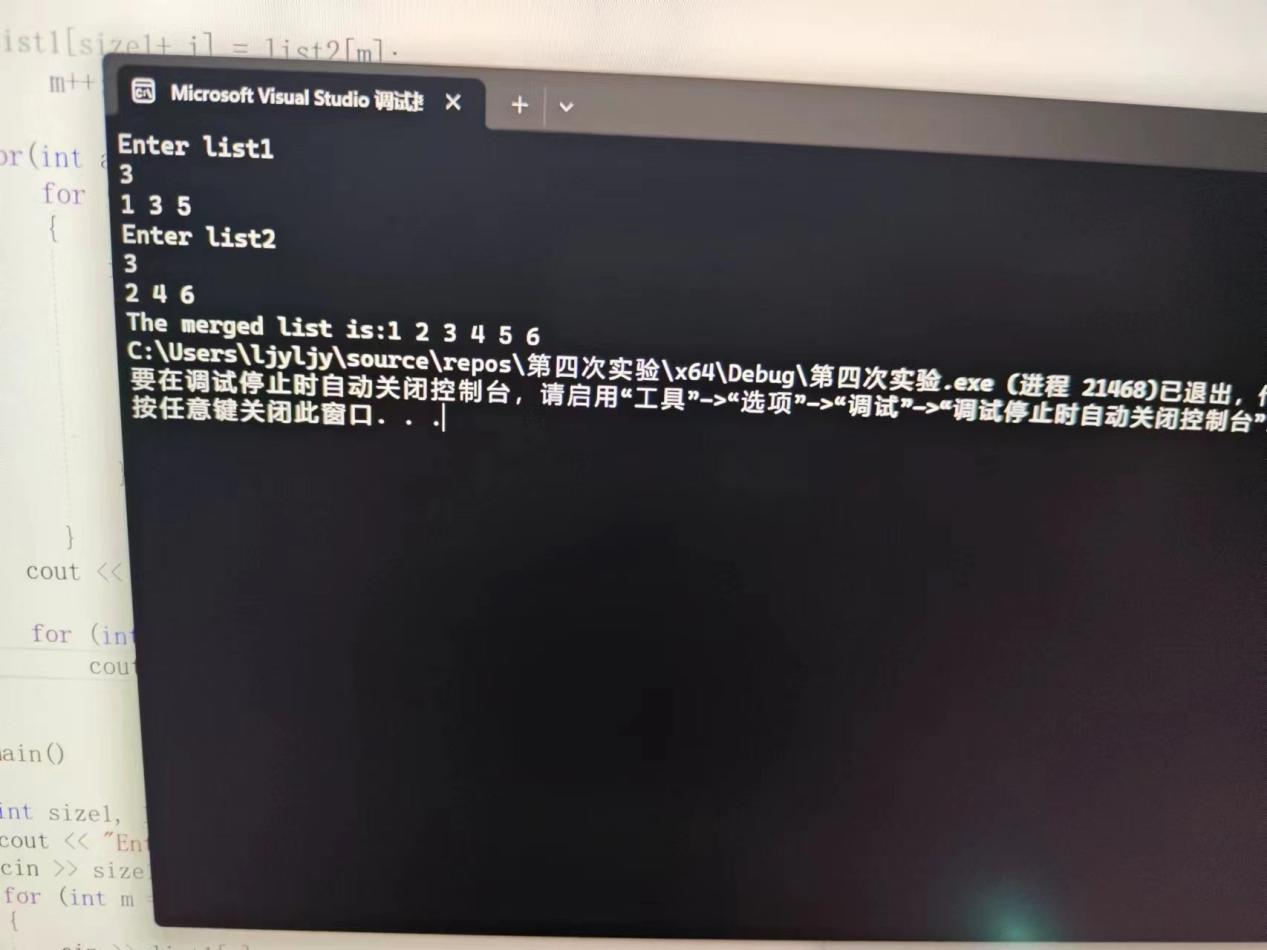 ist1[size1+ i] = list2[m];
m++
Microsoft Visual Studio 调试
Enter list1
3
1 3 5
Enter list2
3
2 4 6
The merged list is:1 2 3 4 5 6
C:\Users\ljyljy\source\repos\第四次实验\x64\Debug\第四次实验.exe (进程 21468)已退出，
要在调试停止时自动关闭控制台，请启用“工具”->“选项”->“调试”->“调试停止时自动关闭控制台”
按任意键关闭此窗口. . .
or(int
for
{
}
}
cout <<
for (int
cout
ain()
int size1,
cout << "En
cin >> size
for (int m =
{